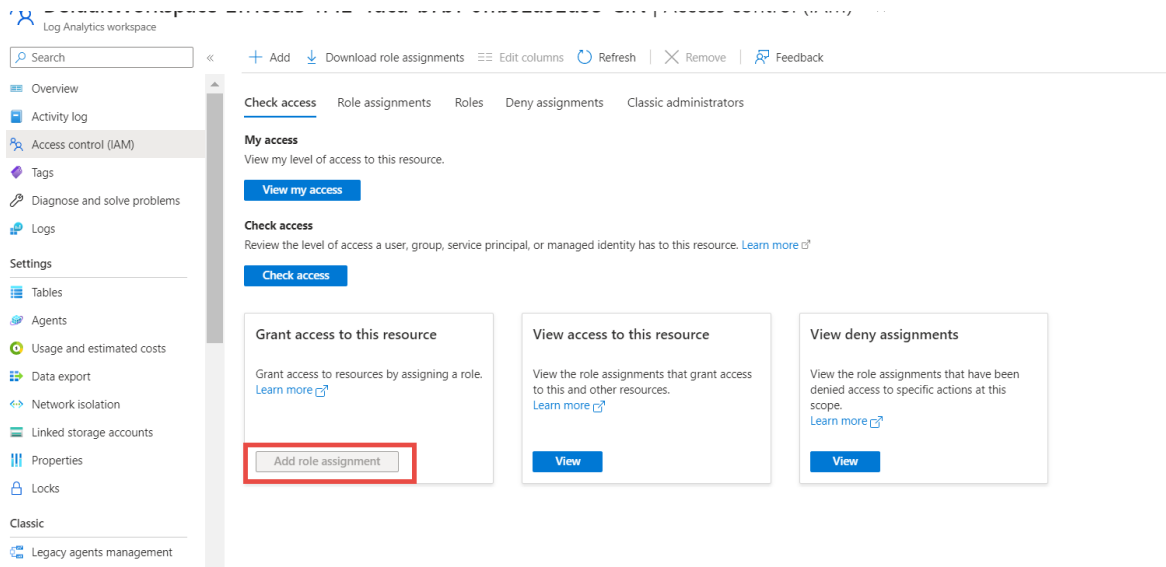 Log Analytics workspace
Search
«
Add
Download role assignments
Edit columns
Refresh
Remove
Feedback
Overview
Activity log
Access control (IAM)
Tags
Diagnose and solve problems
Logs
Settings
Tables
Agents
Usage and estimated costs
Data export
Network isolation
Linked storage accounts
Properties
Locks
Classic
Legacy agents management
Check access
Role assignments
Roles
Deny assignments
Classic administrators
My access
View my level of access to this resource.
View my access
Check access
Review the level of access a user, group, service principal, or managed identity has to this resource. Learn more
Check access
Grant access to this resource
Grant access to resources by assigning a role.
Learn more
Add role assignment
View access to this resource
View the role assignments that grant access
to this and other resources.
Learn more
View
View deny assignments
View the role assignments that have been
denied access to specific actions at this
scope.
Learn more
View